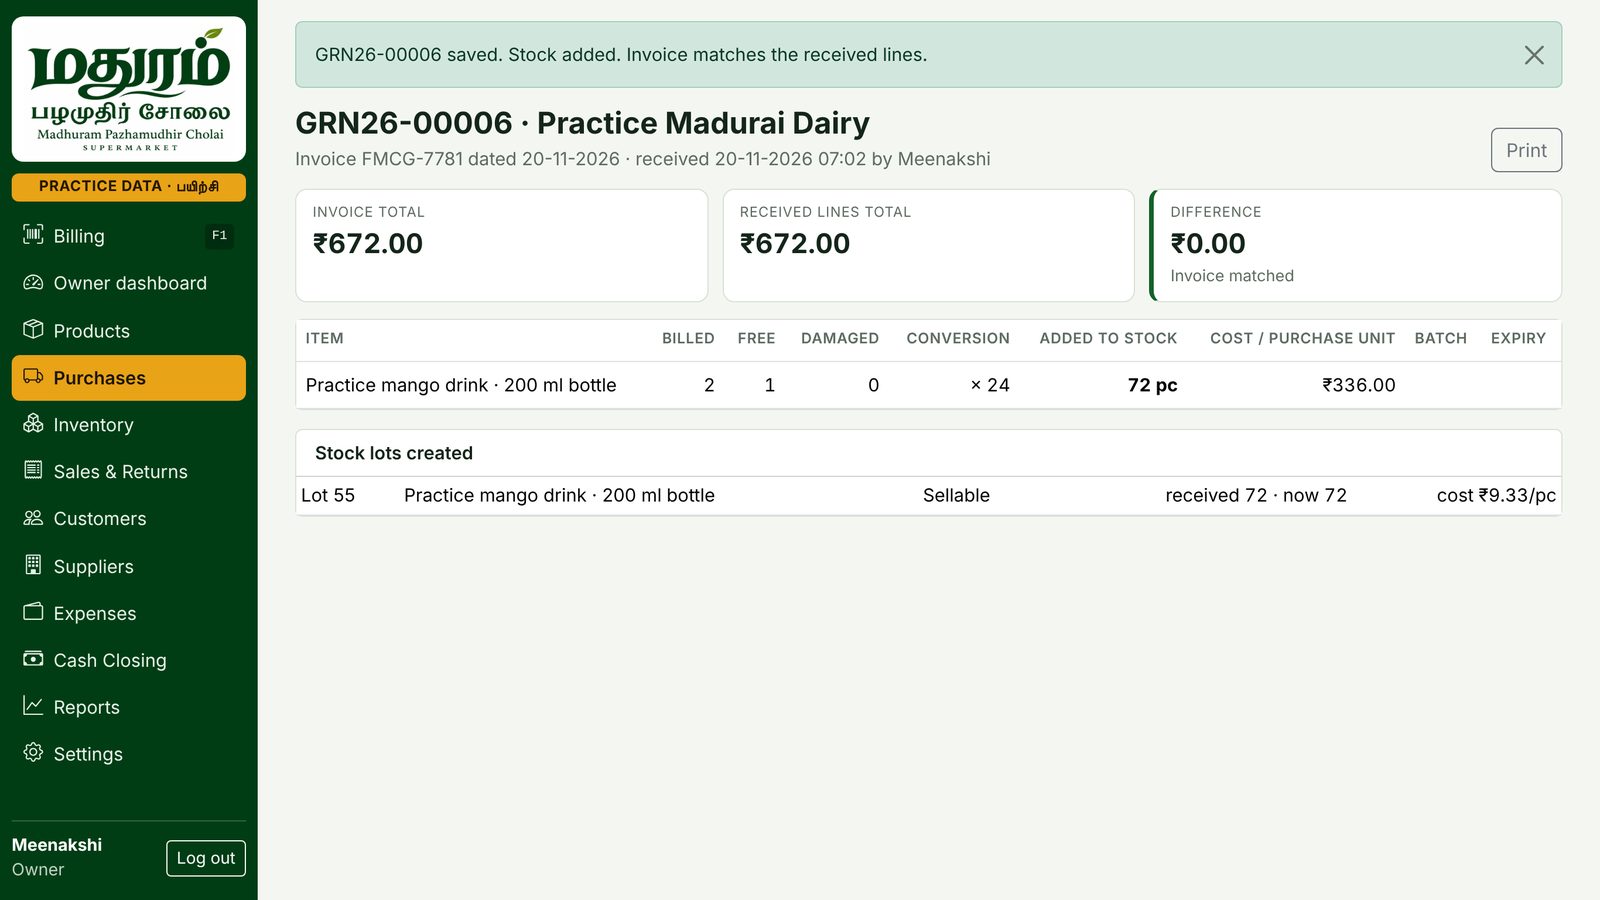 மதுரம்
பழமுதிர் சோலை
Madhuram Pazhamudhir Cholai
SUPERMARKET
PRACTICE DATA · பயிற்சி
Billing F1
Owner dashboard
Products
Purchases
Inventory
Sales & Returns
Customers
Suppliers
Expenses
Cash Closing
Reports
Settings
Meenakshi
Owner
Log out
GRN26-00006 saved. Stock added. Invoice matches the received lines.
GRN26-00006 · Practice Madurai Dairy
Invoice FMCG-7781 dated 20-11-2026 · received 20-11-2026 07:02 by Meenakshi
Print
INVOICE TOTAL
₹672.00
RECEIVED LINES TOTAL
₹672.00
DIFFERENCE
₹0.00
Invoice matched
ITEM BILLED FREE DAMAGED CONVERSION ADDED TO STOCK COST / PURCHASE UNIT BATCH EXPIRY
Practice mango drink · 200 ml bottle 2 1 0 × 24 72 pc ₹336.00
Stock lots created
Lot 55 Practice mango drink · 200 ml bottle Sellable received 72 · now 72 cost ₹9.33/pc